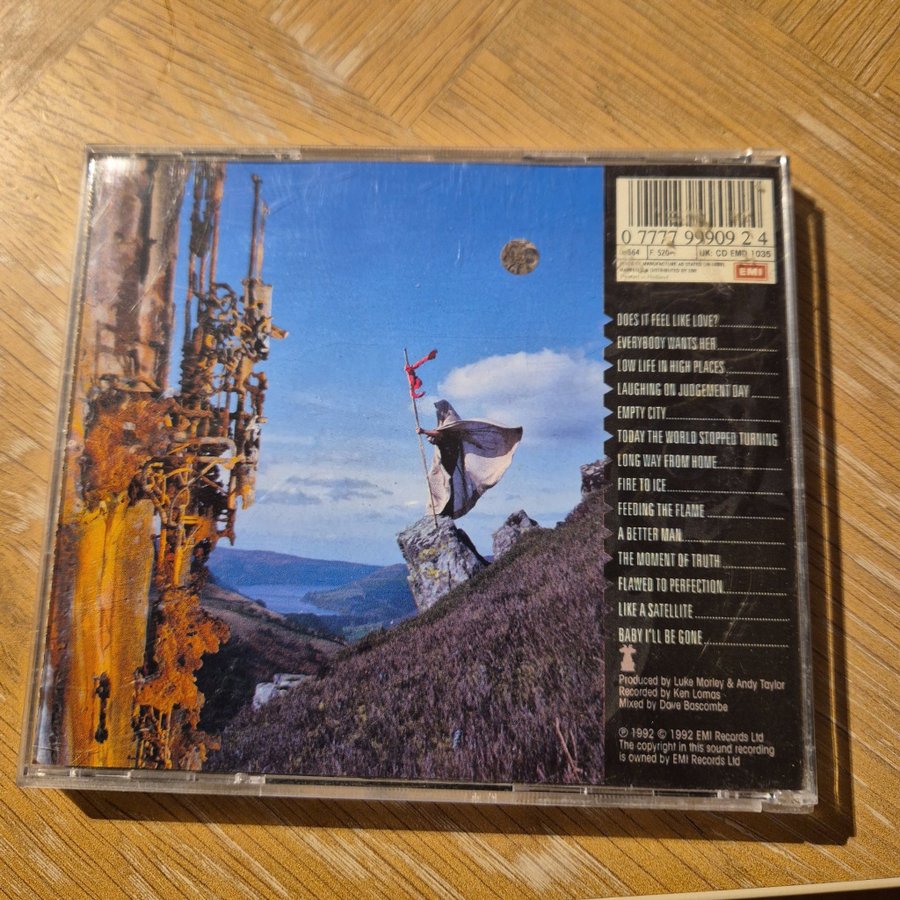 0 7777 99909 2 4
UK: CD EMD 1035
EMI
DOES IT FEEL LIKE LOVE?
EVERYBODY WANTS HER
LOW LIFE IN HIGH PLACES
LAUGHING ON JUDGEMENT DAY
EMPTY CITY
TODAY THE WORLD STOPPED TURNING
LONG WAY FROM HOME
FIRE TO ICE
FEEDING THE FLAME
A BETTER MAN
THE MOMENT OF TRUTH
FLAWED TO PERFECTION
LIKE A SATELLITE
BABY I'LL BE GONE
Produced by Luke Morley & Andy Taylor
Recorded by Ken Lomas
Mixed by Dave Bascombe
℗ 1992 © 1992 EMI Records Ltd
The copyright in this sound recording
is owned by EMI Records Ltd